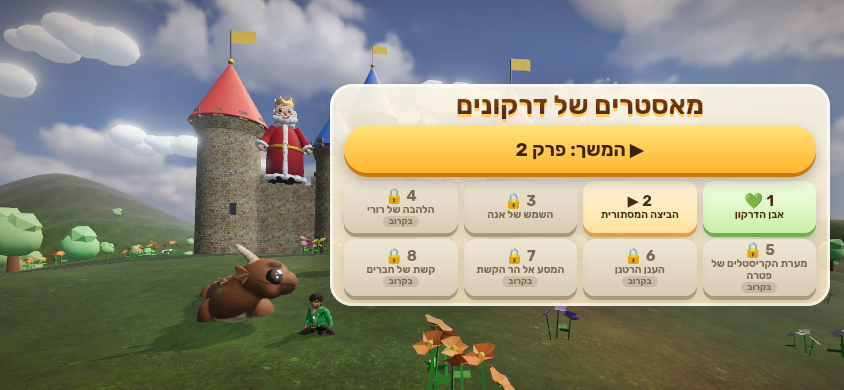 מאסטרים של דרקונים
▶ המשך: פרק 2
1 💚
אבן הדרקון
2 ▶
הביצה המסתורית
3 🔒
השמש של אנה
בקרוב
4 🔒
הלהבה של רורי
בקרוב
5 🔒
מערת הקריסטלים של
פטרה
בקרוב
6 🔒
הענן הרטנן
בקרוב
7 🔒
המסע אל הר הקשת
בקרוב
8 🔒
קשת של חברים
בקרוב